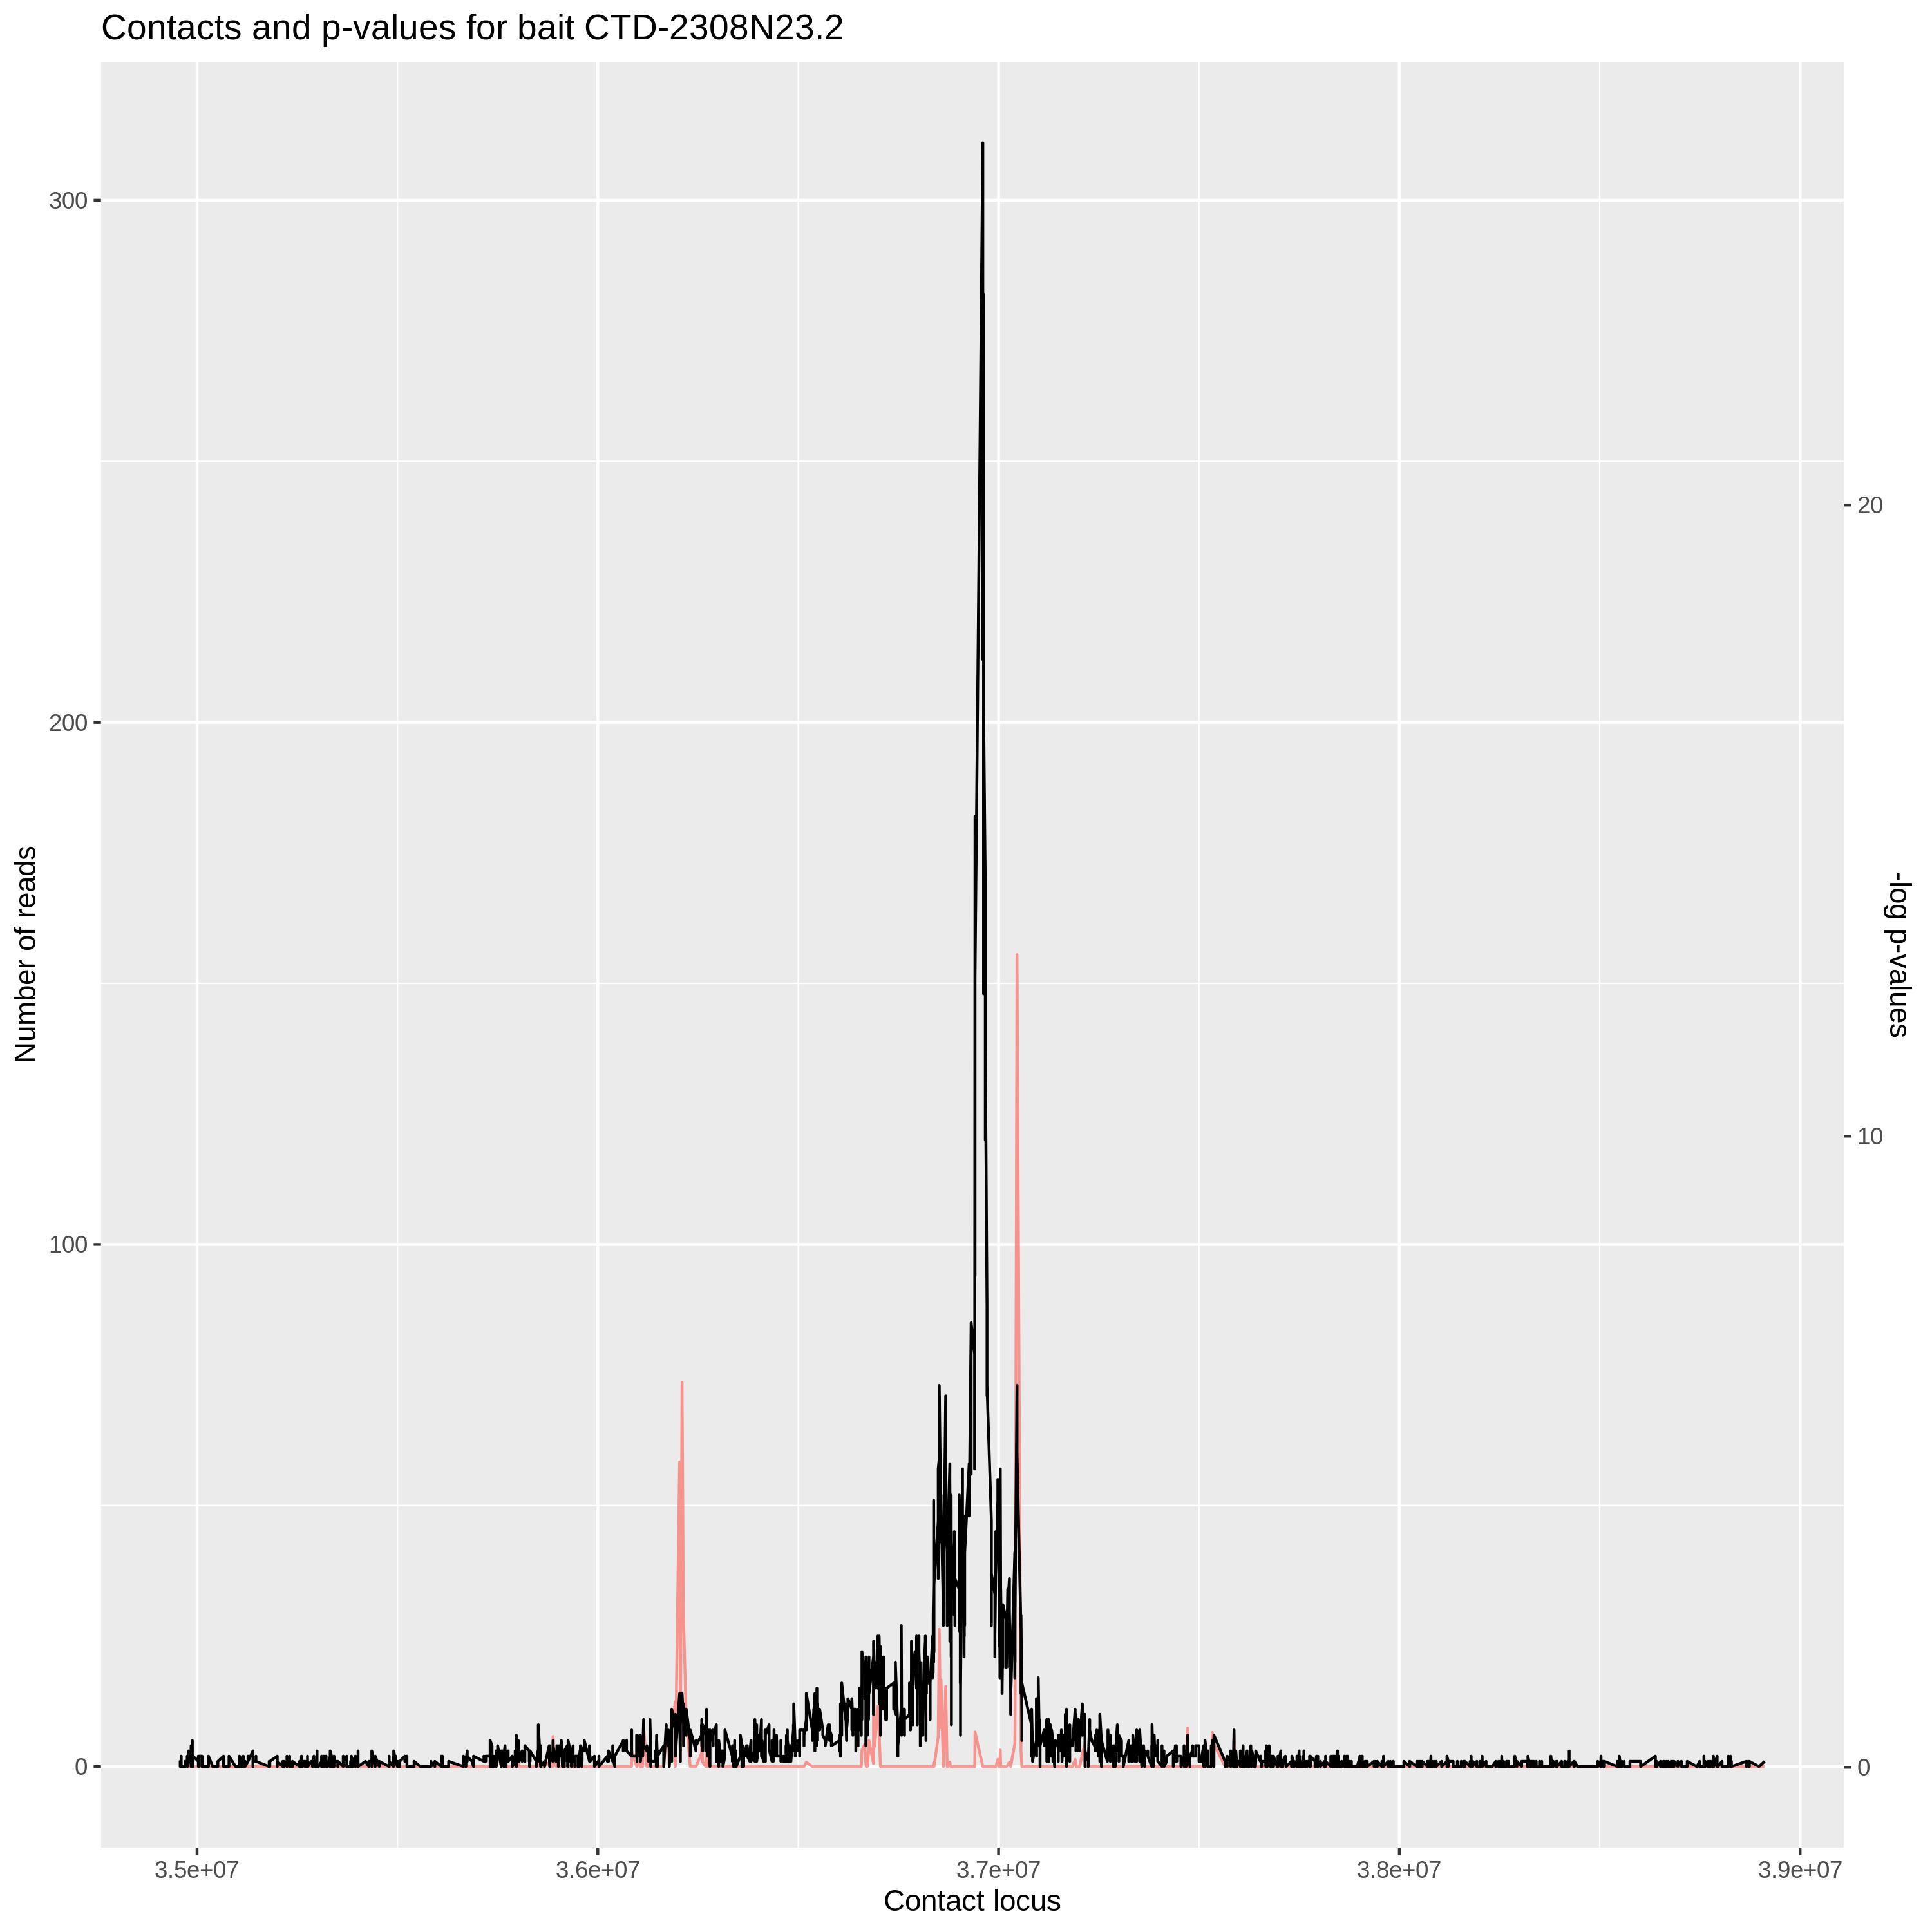 Contacts and p-values for bait CTD-2308N23.2
300
200
100
0
20
10
0
Number of reads
-log p-values
3.5e+07 3.6e+07 3.7e+07 3.8e+07 3.9e+07
Contact locus